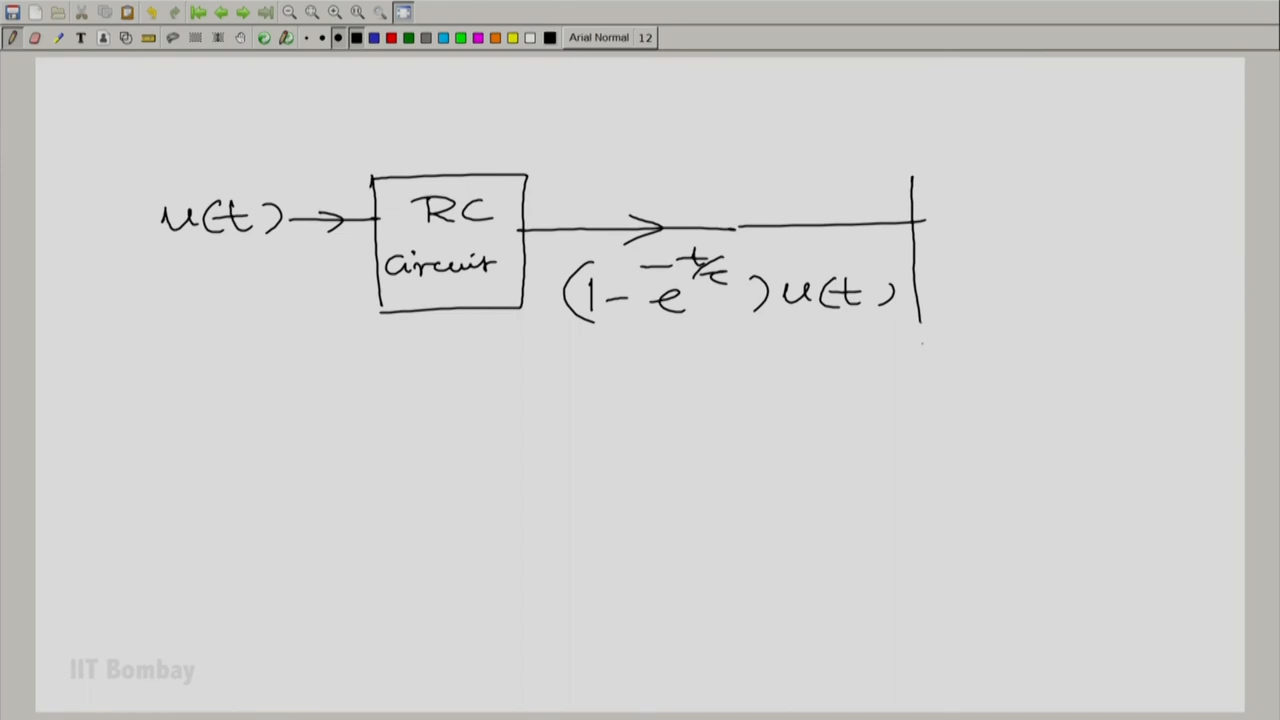 Arial Normal 12
u(t) → RC
circuit
(1 - e^{-t/τ}) u(t)
IIT Bombay